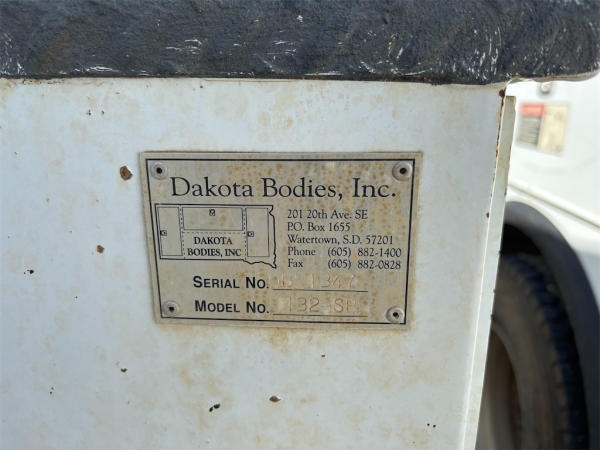 Dakota Bodies, Inc.
DAKOTA
BODIES, INC
201 20th Ave. SE
P.O. Box 1655
Watertown, S.D. 57201
Phone (605) 882-1400
Fax (605) 882-0828
SERIAL NO.
MODEL NO. 132